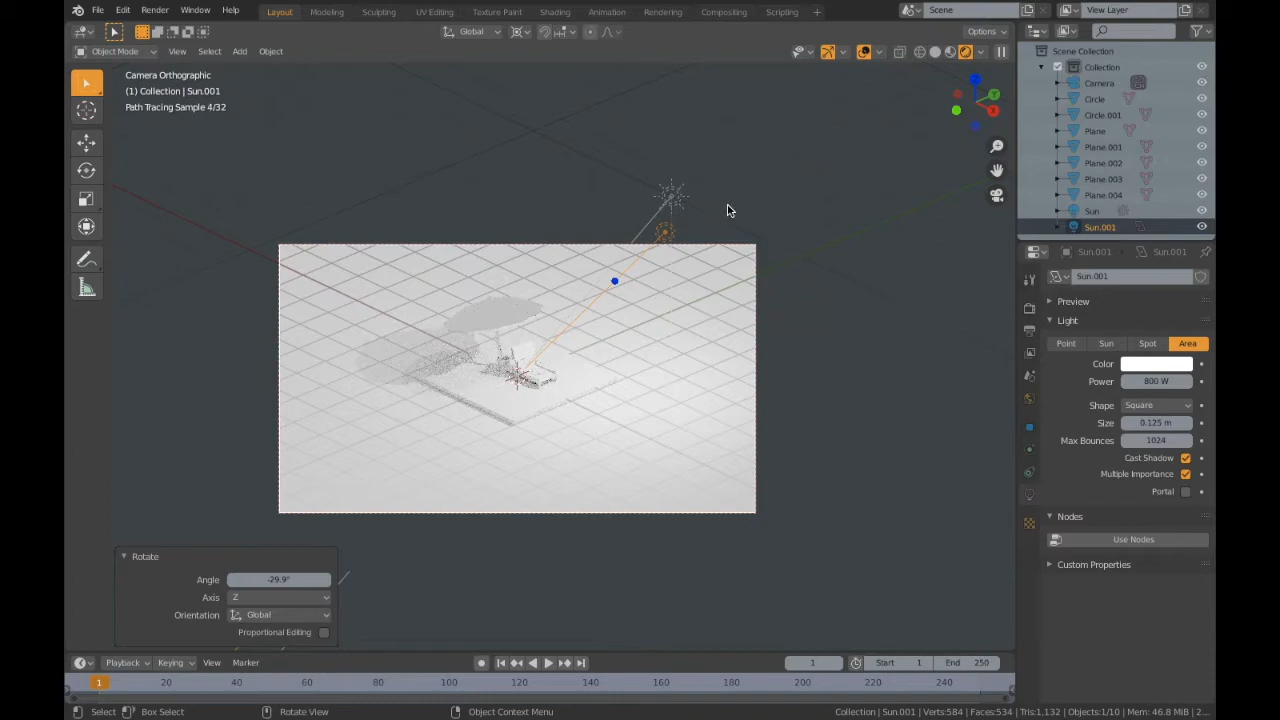 File Edit Render Window Help Layout Modeling Sculpting UV Editing Texture Paint Shading Animation Rendering Compositing Scripting + Scene View Layer
Global Options
Object Mode View Select Add Object
Camera Orthographic
(1) Collection | Sun.001
Path Tracing Sample 4/32
Z
Y
X
Scene Collection
Collection
Camera
Circle
Circle.001
Plane
Plane.001
Plane.002
Plane.003
Plane.004
Sun
Sun.001
Sun.001 Sun.001
Sun.001
Preview
Light
Point Sun Spot Area
Color
Power 800 W
Shape Square
Size 0.125 m
Max Bounces 1024
Cast Shadow
Multiple Importance
Portal
Nodes
Use Nodes
Custom Properties
Rotate
Angle -29.9°
Axis Z
Orientation Global
Proportional Editing
Playback Keying View Marker 1 Start 1 End 250
1 20 40 60 80 100 120 140 160 180 200 220 240
Select Box Select Rotate View Object Context Menu Collection | Sun.001 | Verts:584 | Faces:534 | Tris:1,132 | Objects:1/10 | Mem: 46.8 MiB | 2...